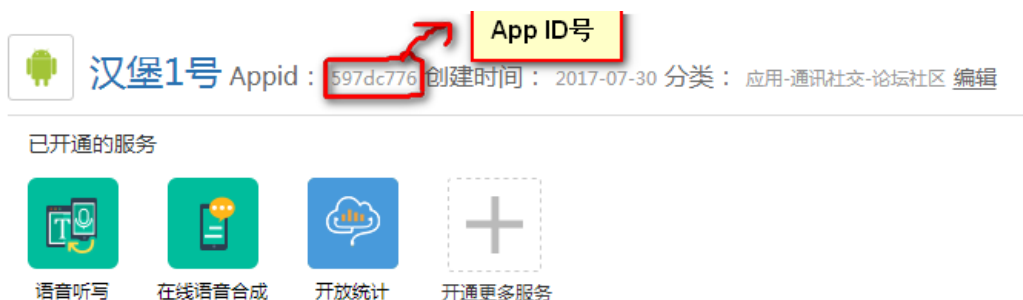 App ID号
汉堡1号 Appid： 597dc776 创建时间： 2017-07-30 分类： 应用-通讯社交-论坛社区 编辑
已开通的服务
T
语音听写 在线语音合成 开放统计 开通更多服务